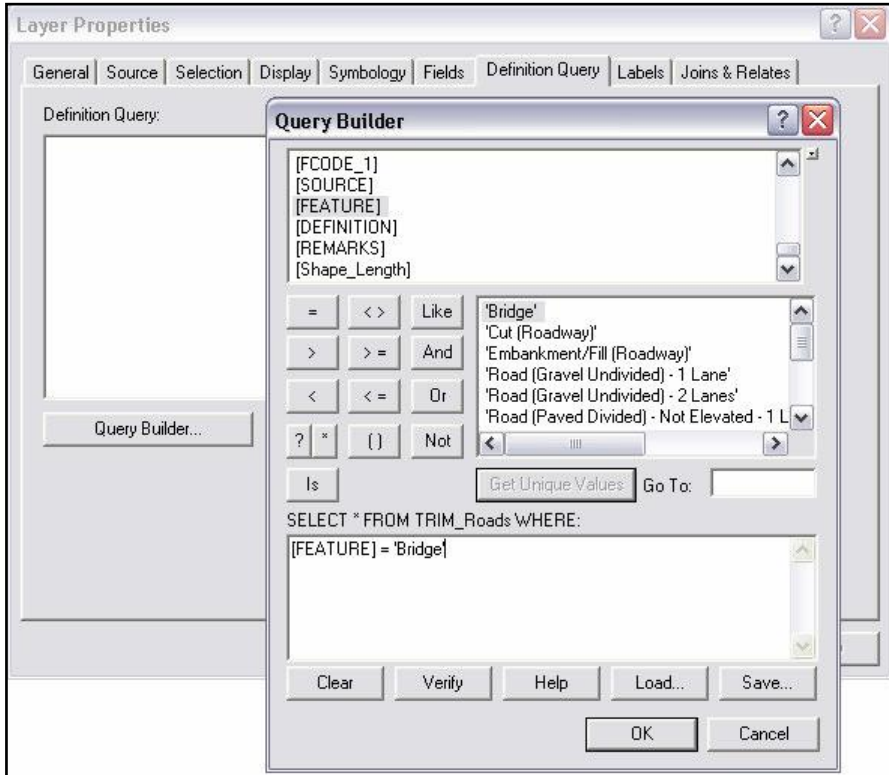 Layer Properties
General Source Selection Display Symbology Fields Definition Query Labels Joins & Relates
Definition Query:
Query Builder...
Query Builder
[FCODE_1]
[SOURCE]
[FEATURE]
[DEFINITION]
[REMARKS]
[Shape_Length]
= < > Like
> > = And
< < = Or
? * ( ) Not
Is
'Bridge'
'Cut (Roadway)'
'Embankment/Fill (Roadway)'
'Road (Gravel Undivided) - 1 Lane'
'Road (Gravel Undivided) - 2 Lanes'
'Road (Paved Divided) - Not Elevated - 1 L
Get Unique Values Go To:
SELECT * FROM TRIM_Roads WHERE:
[FEATURE] = 'Bridge'
Clear Verify Help Load... Save...
OK Cancel